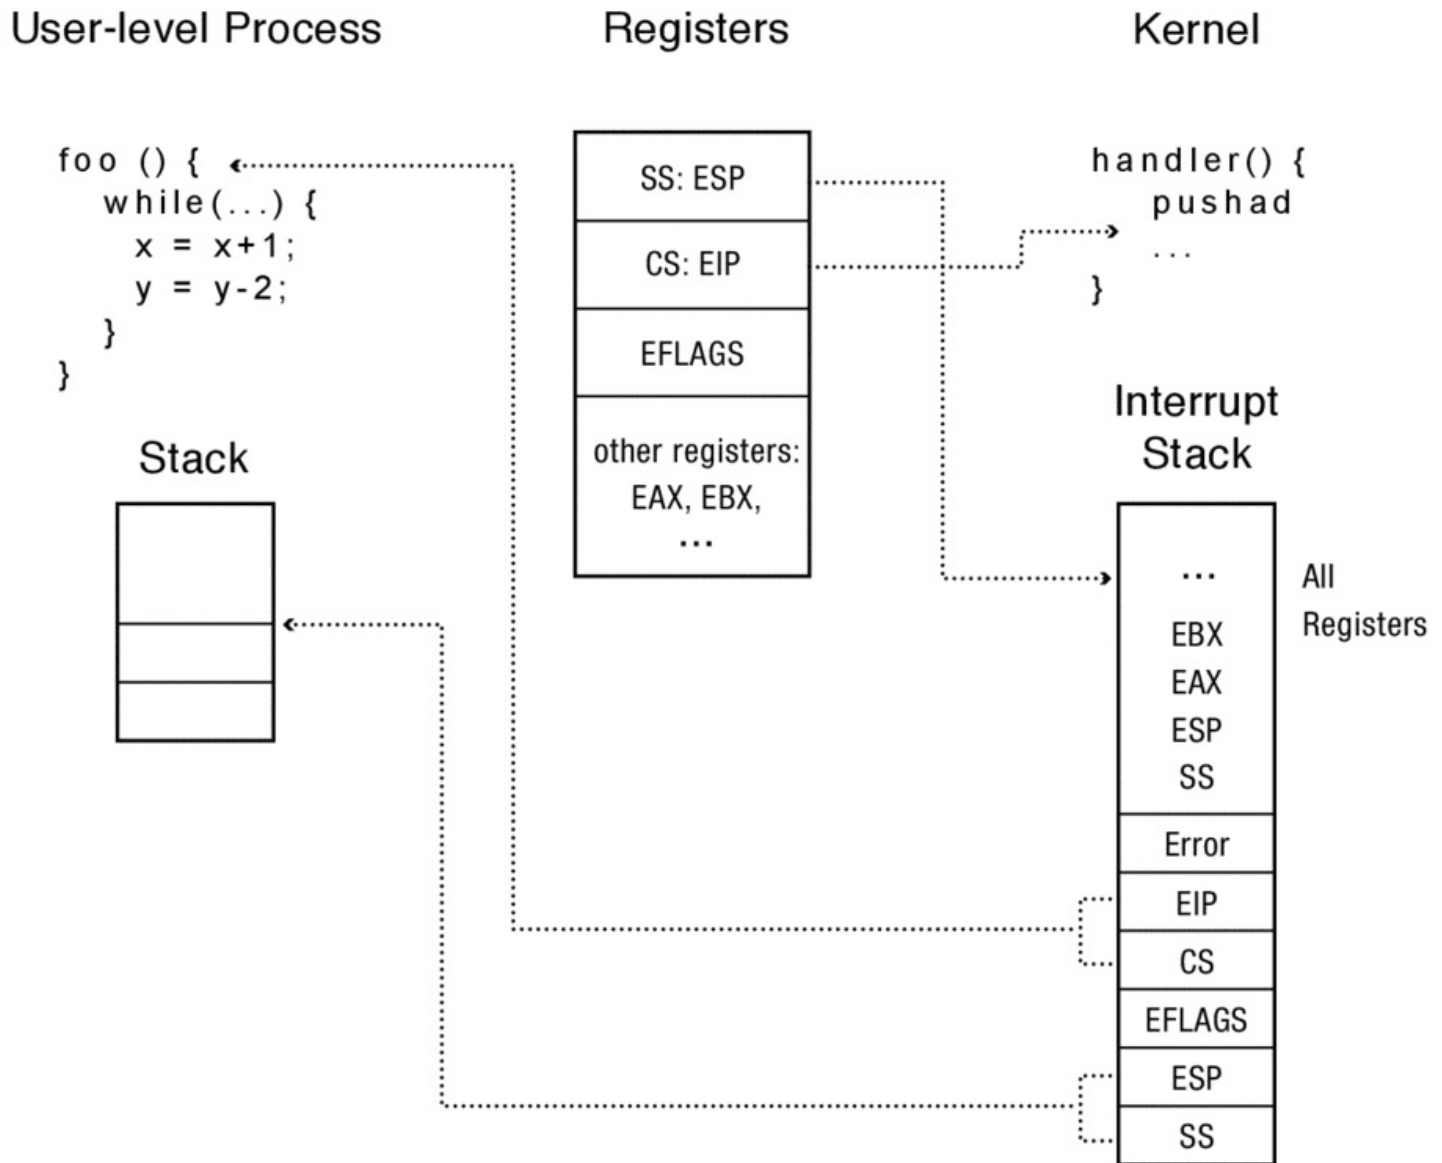 User-level Process
Registers
Kernel
foo () {
while(...) {
x = x+1;
y = y-2;
}
}
Stack
SS: ESP
CS: EIP
EFLAGS
other registers:
EAX, EBX,
...
handler() {
pushad
...
}
Interrupt
Stack
...
EBX
EAX
ESP
SS
All
Registers
Error
EIP
CS
EFLAGS
ESP
SS